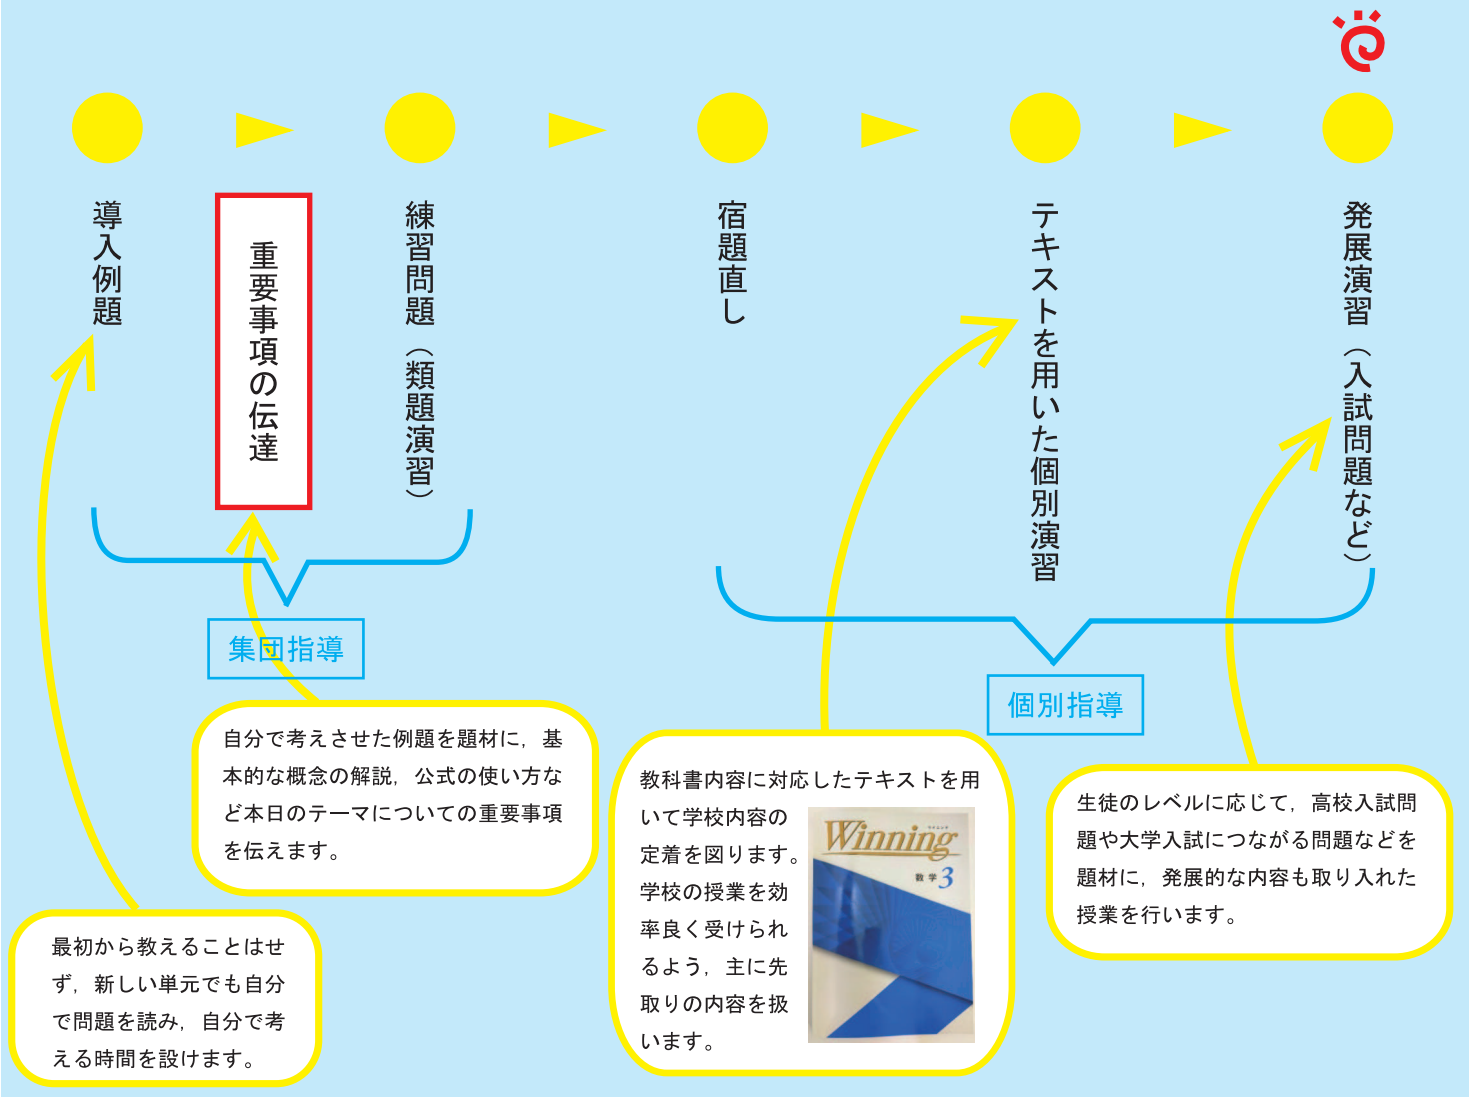 導入例題
重要事項の伝達
練習問題（類題演習）
宿題直し
テキストを用いた個別演習
発展演習（入試問題など）
集団指導
個別指導
自分で考えさせた例題を題材に，基
本的な概念の解説，公式の使い方な
ど本日のテーマについての重要事項
を伝えます。
最初から教えることはせ
ず，新しい単元でも自分
で問題を読み，自分で考
える時間を設けます。
教科書内容に対応したテキストを用
いて学校内容の
定着を図ります。
学校の授業を効
率良く受けられ
るよう，主に先
取りの内容を扱
います。
Winning
数学3
生徒のレベルに応じて，高校入試問
題や大学入試につながる問題などを
題材に，発展的な内容も取り入れた
授業を行います。